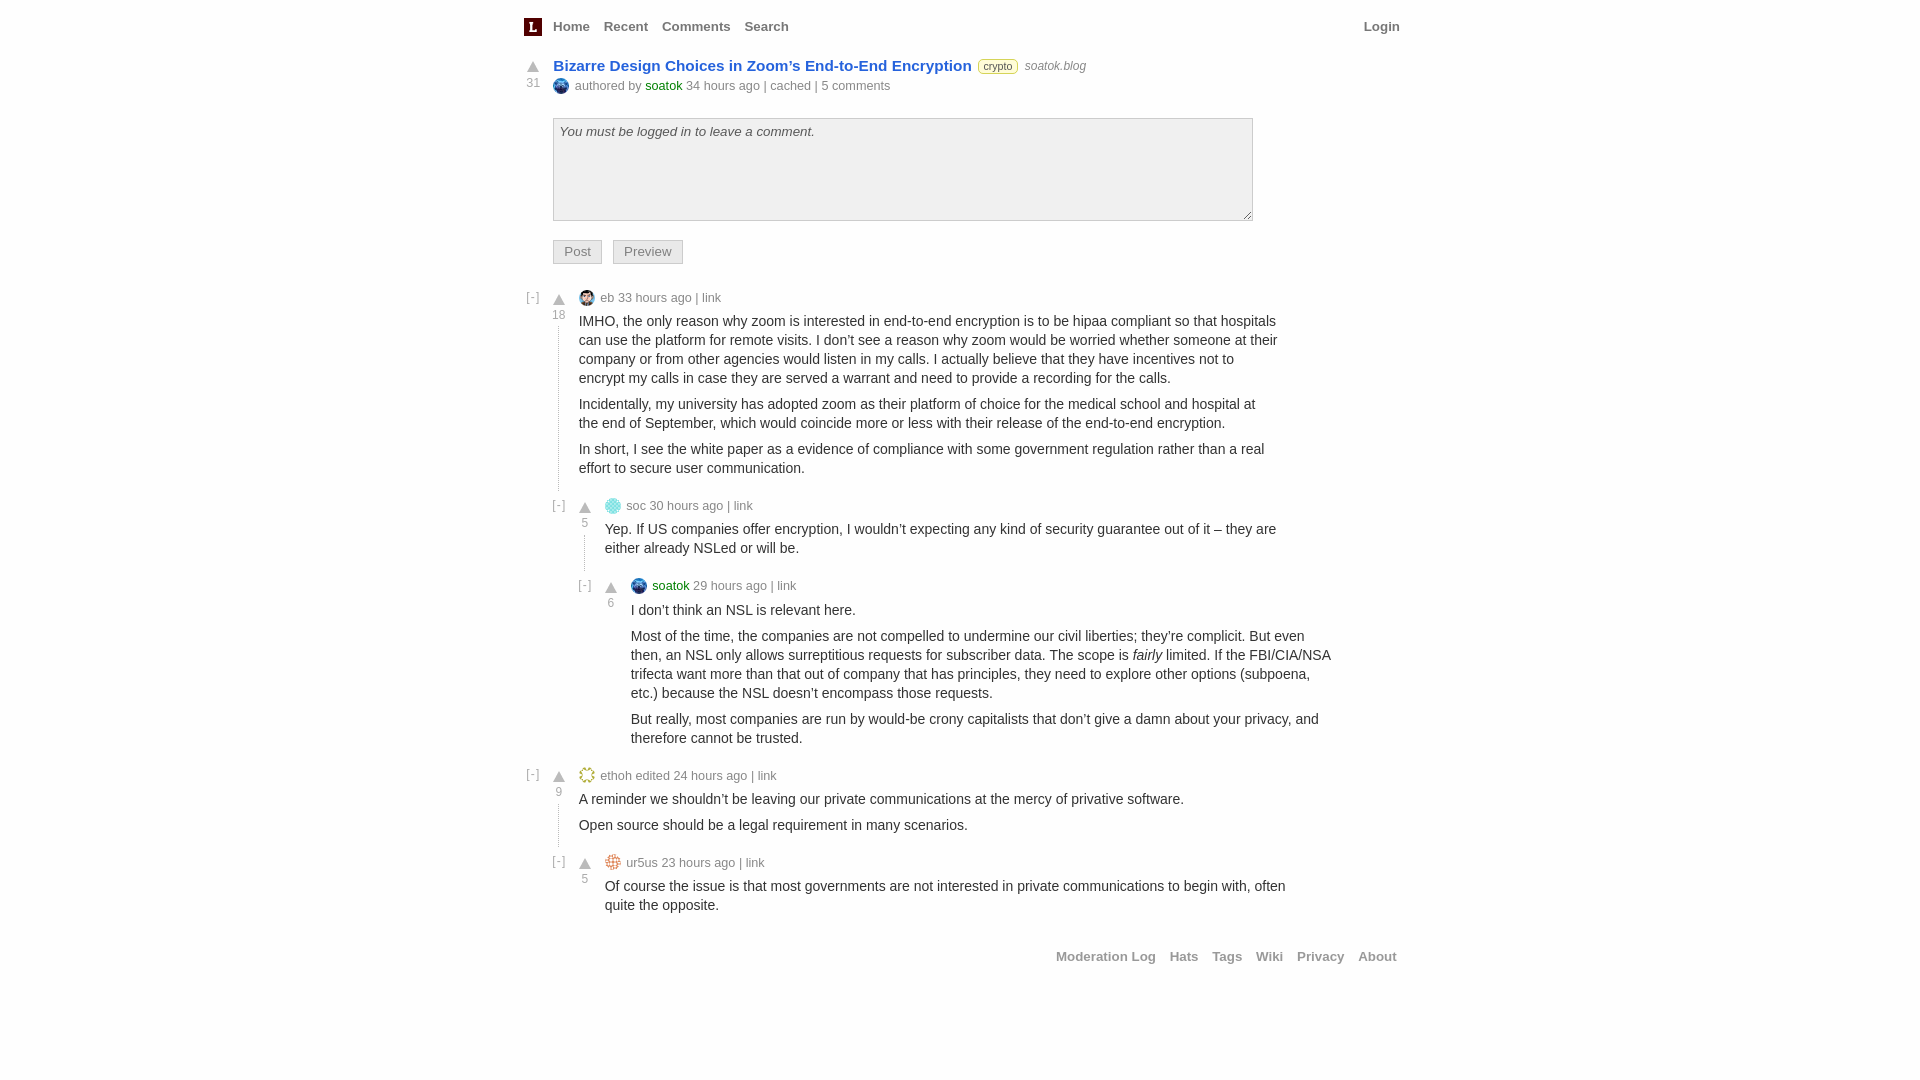 L Home Recent Comments Search Login
31 Bizarre Design Choices in Zoom’s End-to-End Encryption crypto soatok.blog
authored by soatok 34 hours ago | cached | 5 comments
You must be logged in to leave a comment.
Post Preview
[-] 18 eb 33 hours ago | link
IMHO, the only reason why zoom is interested in end-to-end encryption is to be hipaa compliant so that hospitals
can use the platform for remote visits. I don’t see a reason why zoom would be worried whether someone at their
company or from other agencies would listen in my calls. I actually believe that they have incentives not to
encrypt my calls in case they are served a warrant and need to provide a recording for the calls.
Incidentally, my university has adopted zoom as their platform of choice for the medical school and hospital at
the end of September, which would coincide more or less with their release of the end-to-end encryption.
In short, I see the white paper as a evidence of compliance with some government regulation rather than a real
effort to secure user communication.
[-] 5 soc 30 hours ago | link
Yep. If US companies offer encryption, I wouldn’t expecting any kind of security guarantee out of it – they are
either already NSLed or will be.
[-] 6 soatok 29 hours ago | link
I don’t think an NSL is relevant here.
Most of the time, the companies are not compelled to undermine our civil liberties; they’re complicit. But even
then, an NSL only allows surreptitious requests for subscriber data. The scope is fairly limited. If the FBI/CIA/NSA
trifecta want more than that out of company that has principles, they need to explore other options (subpoena,
etc.) because the NSL doesn’t encompass those requests.
But really, most companies are run by would-be crony capitalists that don’t give a damn about your privacy, and
therefore cannot be trusted.
[-] 9 ethoh edited 24 hours ago | link
A reminder we shouldn’t be leaving our private communications at the mercy of privative software.
Open source should be a legal requirement in many scenarios.
[-] 5 ur5us 23 hours ago | link
Of course the issue is that most governments are not interested in private communications to begin with, often
quite the opposite.
Moderation Log Hats Tags Wiki Privacy About